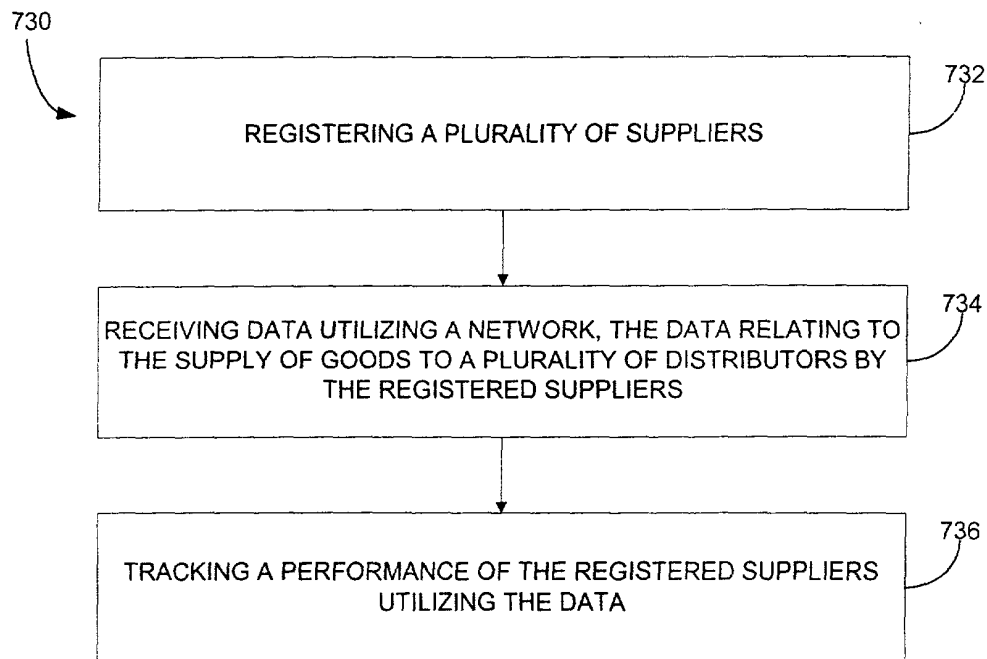 730
732
REGISTERING A PLURALITY OF SUPPLIERS
734
RECEIVING DATA UTILIZING A NETWORK, THE DATA RELATING TO
THE SUPPLY OF GOODS TO A PLURALITY OF DISTRIBUTORS BY
THE REGISTERED SUPPLIERS
736
TRACKING A PERFORMANCE OF THE REGISTERED SUPPLIERS
UTILIZING THE DATA